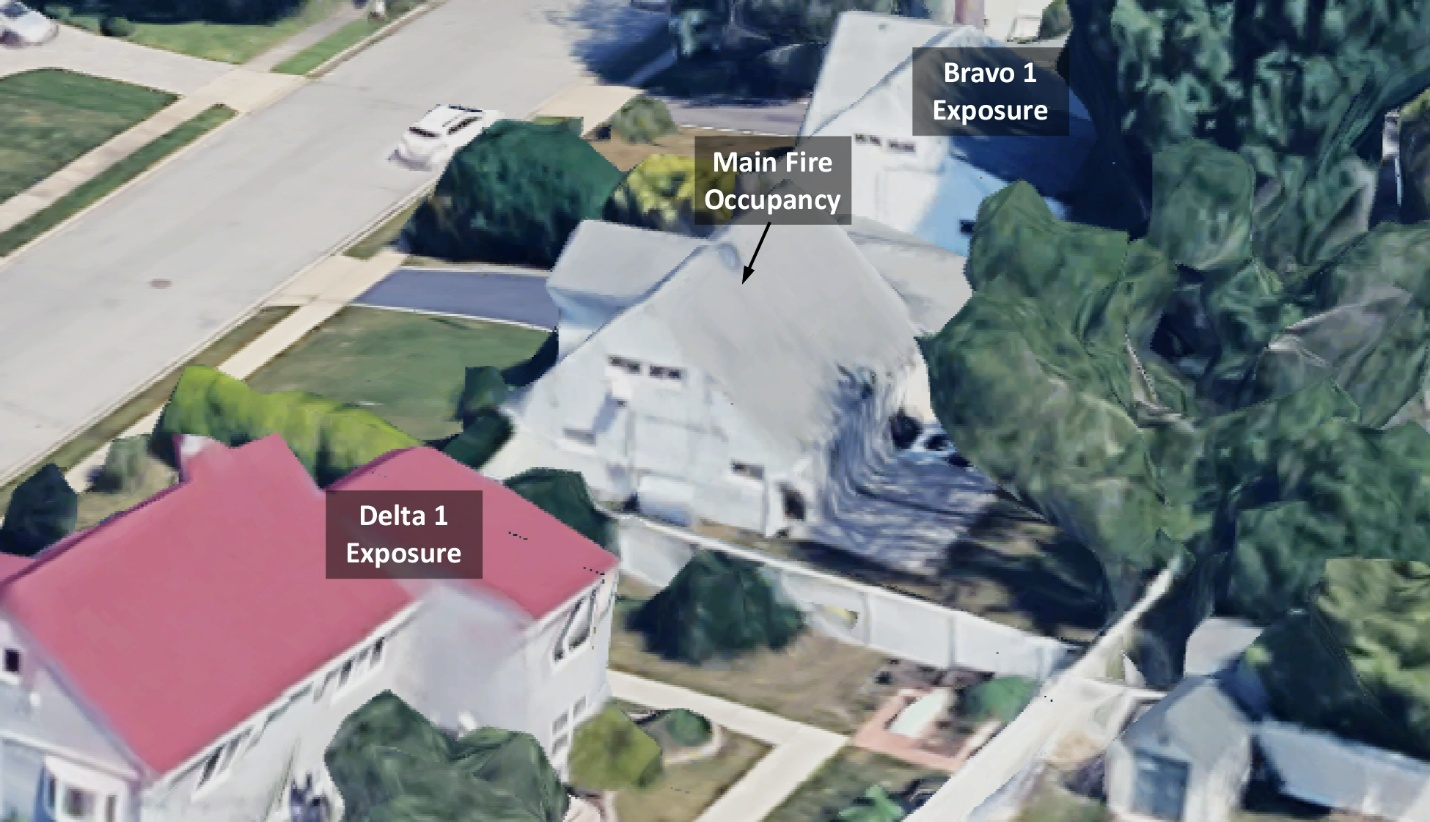 Bravo 1
Exposure
Main Fire
Occupancy
Delta 1
Exposure